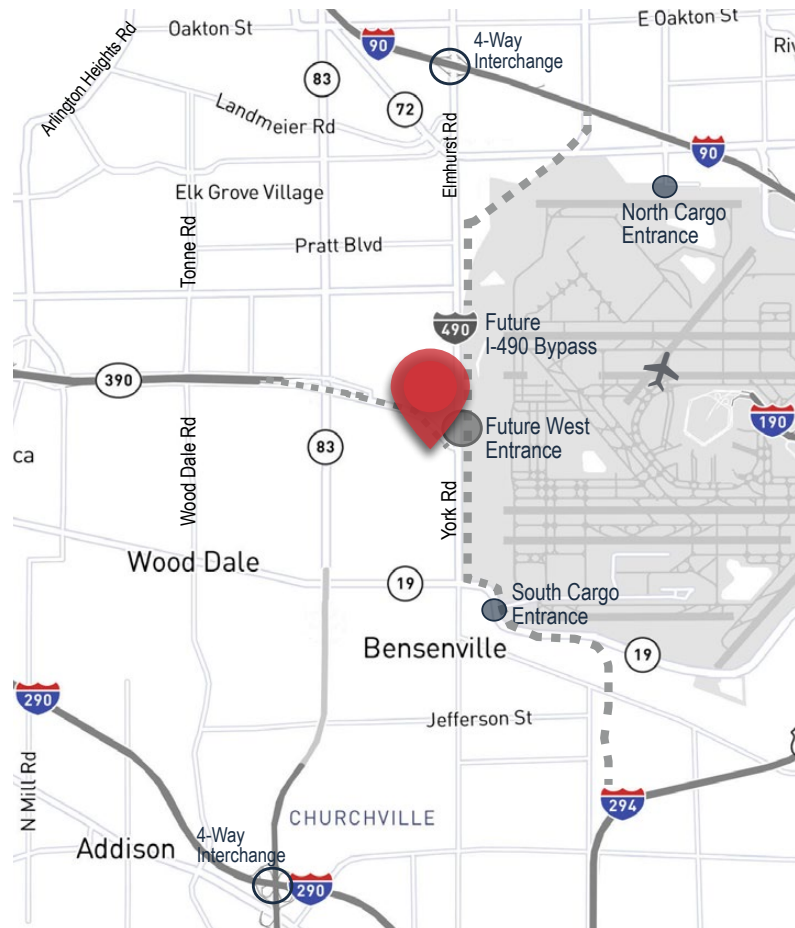 Oakton St
E Oakton St
90
4-Way
Interchange
Riv
Arlington Heights Rd
83
72
Landmeier Rd
Elmhurst Rd
90
Elk Grove Village
North Cargo
Entrance
Tonne Rd
Pratt Blvd
490
Future
I-490 Bypass
390
190
Future West
Entrance
83
ca
Wood Dale Rd
York Rd
Wood Dale
19
South Cargo
Entrance
Bensenville
19
290
Jefferson St
N Mill Rd
294
CHURCHVILLE
4-Way
Interchange
Addison
290